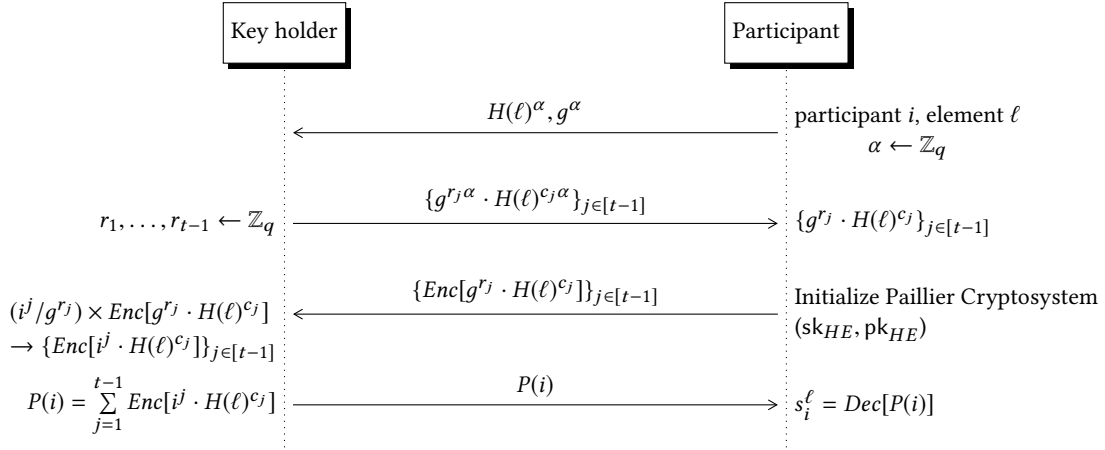 Key holder
Participant
H(ℓ)^α, g^α
participant i, element ℓ
α ← ℤ_q
r_1, . . . , r_{t−1} ← ℤ_q
{g^{r_j α} · H(ℓ)^{c_j α}}_{j∈[t−1]}
{g^{r_j} · H(ℓ)^{c_j}}_{j∈[t−1]}
{Enc[g^{r_j} · H(ℓ)^{c_j}]}_{j∈[t−1]}
Initialize Paillier Cryptosystem
(sk_{HE}, pk_{HE})
(i^j/g^{r_j}) × Enc[g^{r_j} · H(ℓ)^{c_j}]
→ {Enc[i^j · H(ℓ)^{c_j}]}_{j∈[t−1]}
P(i) = ∑_{j=1}^{t−1} Enc[i^j · H(ℓ)^{c_j}]
P(i)
s_i^ℓ = Dec[P(i)]